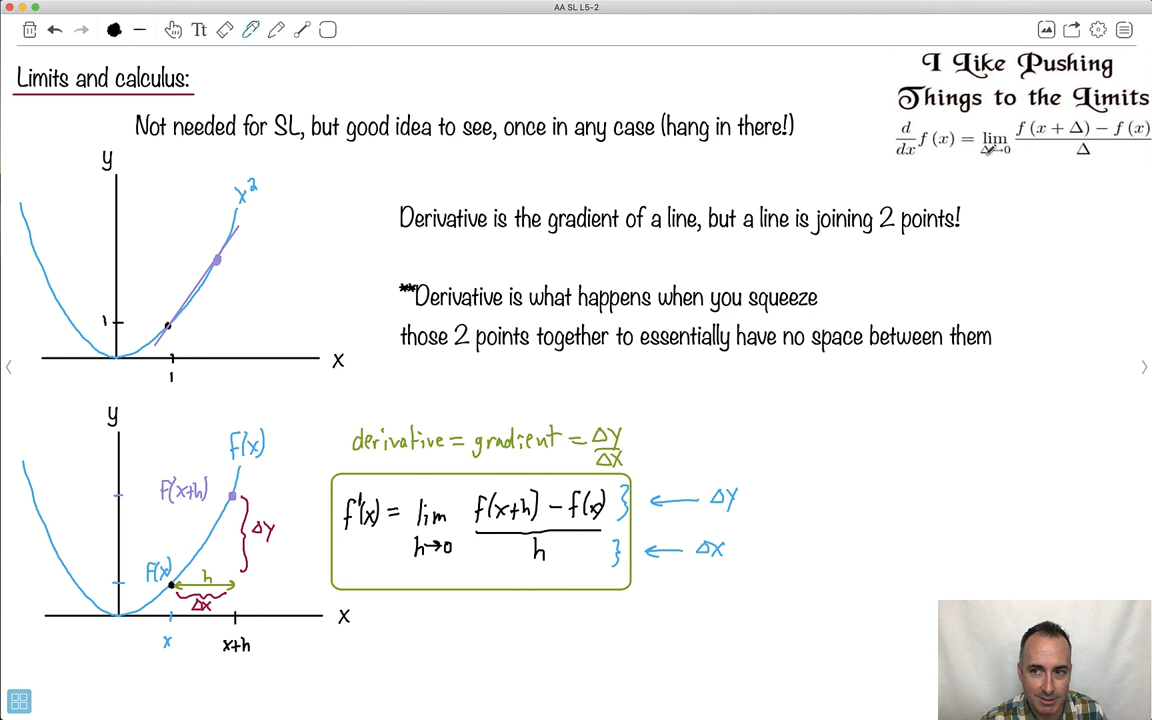 AA SL L5-2
Tt
Limits and calculus:
I Like Pushing
Things to the Limits
d/dx f (x) = lim Δ→0 f (x + Δ) − f (x) / Δ
Not needed for SL, but good idea to see, once in any case (hang in there!)
y
x²
1
1
x
Derivative is the gradient of a line, but a line is joining 2 points!
**Derivative is what happens when you squeeze
those 2 points together to essentially have no space between them
y
f(x)
f(x+h)
ΔY
f(x)
h
ΔX
x
x
x+h
derivative = gradient = ΔY/ΔX
f'(x) = lim h→0 f(x+h) − f(x) / h
} ← ΔY
} ← ΔX